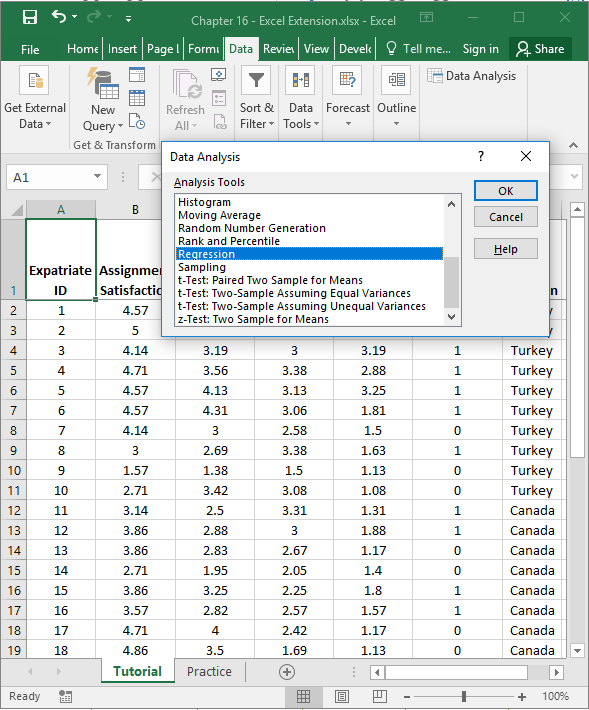 Chapter 16 - Excel Extension.xlsx - Excel
File Home Insert Page L Formu Data Review View Develo Tell me... Sign in Share
Get External Data
New Query
Refresh All
Sort & Filter
Data Tools
Forecast
Outline
Data Analysis
Get & Transform
A1
Data Analysis
? 
Analysis Tools
Histogram
Moving Average
Random Number Generation
Rank and Percentile
Regression
Sampling
t-Test: Paired Two Sample for Means
t-Test: Two-Sample Assuming Equal Variances
t-Test: Two-Sample Assuming Unequal Variances
z-Test: Two Sample for Means
OK
Cancel
Help
A B
1 Expatriate ID Assignmen Satisfactio n
2 1 4.57 y
3 2 5 y
4 3 4.14 3.19 3 3.19 1 Turkey
5 4 4.71 3.56 3.38 2.88 1 Turkey
6 5 4.57 4.13 3.13 3.25 1 Turkey
7 6 4.57 4.31 3.06 1.81 1 Turkey
8 7 4.14 3 2.58 1.5 0 Turkey
9 8 3 2.69 3.38 1.63 1 Turkey
10 9 1.57 1.38 1.5 1.13 0 Turkey
11 10 2.71 3.42 3.08 1.08 0 Turkey
12 11 3.14 2.5 3.31 1.31 1 Canada
13 12 3.86 2.88 3 1.88 1 Canada
14 13 3.86 2.83 2.67 1.17 0 Canada
15 14 2.71 1.95 2.05 1.4 0 Canada
16 15 3.86 3.25 2.25 1.8 1 Canada
17 16 3.57 2.82 2.57 1.57 1 Canada
18 17 4.71 4 2.42 1.17 0 Canada
19 18 4.86 3.5 1.69 1.13 0 Canada
Tutorial Practice
Ready 100%